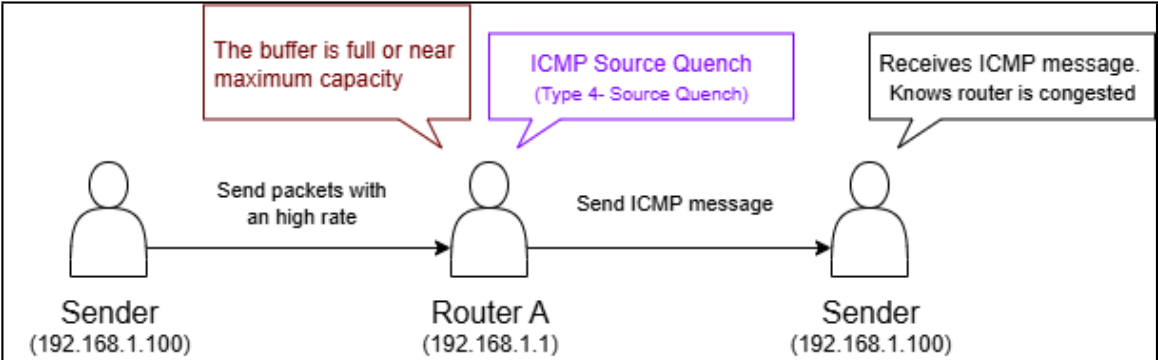 The buffer is full or near
maximum capacity
ICMP Source Quench
(Type 4- Source Quench)
Receives ICMP message.
Knows router is congested
Send packets with
an high rate
Send ICMP message
Sender
(192.168.1.100)
Router A
(192.168.1.1)
Sender
(192.168.1.100)